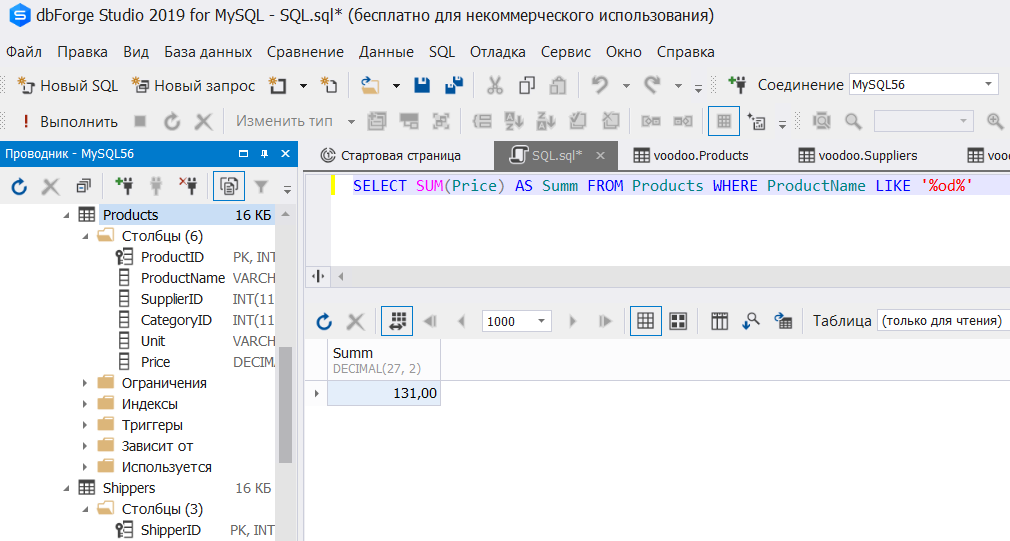 dbForge Studio 2019 for MySQL - SQL.sql* (бесплатно для некоммерческого использования)
Файл Правка Вид База данных Сравнение Данные SQL Отладка Сервис Окно Справка
Новый SQL Новый запрос Соединение MySQL56
Выполнить Изменить тип
Проводник - MySQL56
Стартовая страница SQL.sql* voodoo.Products voodoo.Suppliers vooo
SELECT SUM(Price) AS Summ FROM Products WHERE ProductName LIKE '%od%'
Products 16 КБ
Столбцы (6)
ProductID PK, INT
ProductName VARCH
SupplierID INT(11
CategoryID INT(11
Unit VARCH
Price DECIMA
Ограничения
Индексы
Триггеры
Зависит от
Используется
Shippers 16 КБ
Столбцы (3)
ShipperID PK, INT
1000 Таблица (только для чтения)
Summ
DECIMAL(27, 2)
131,00